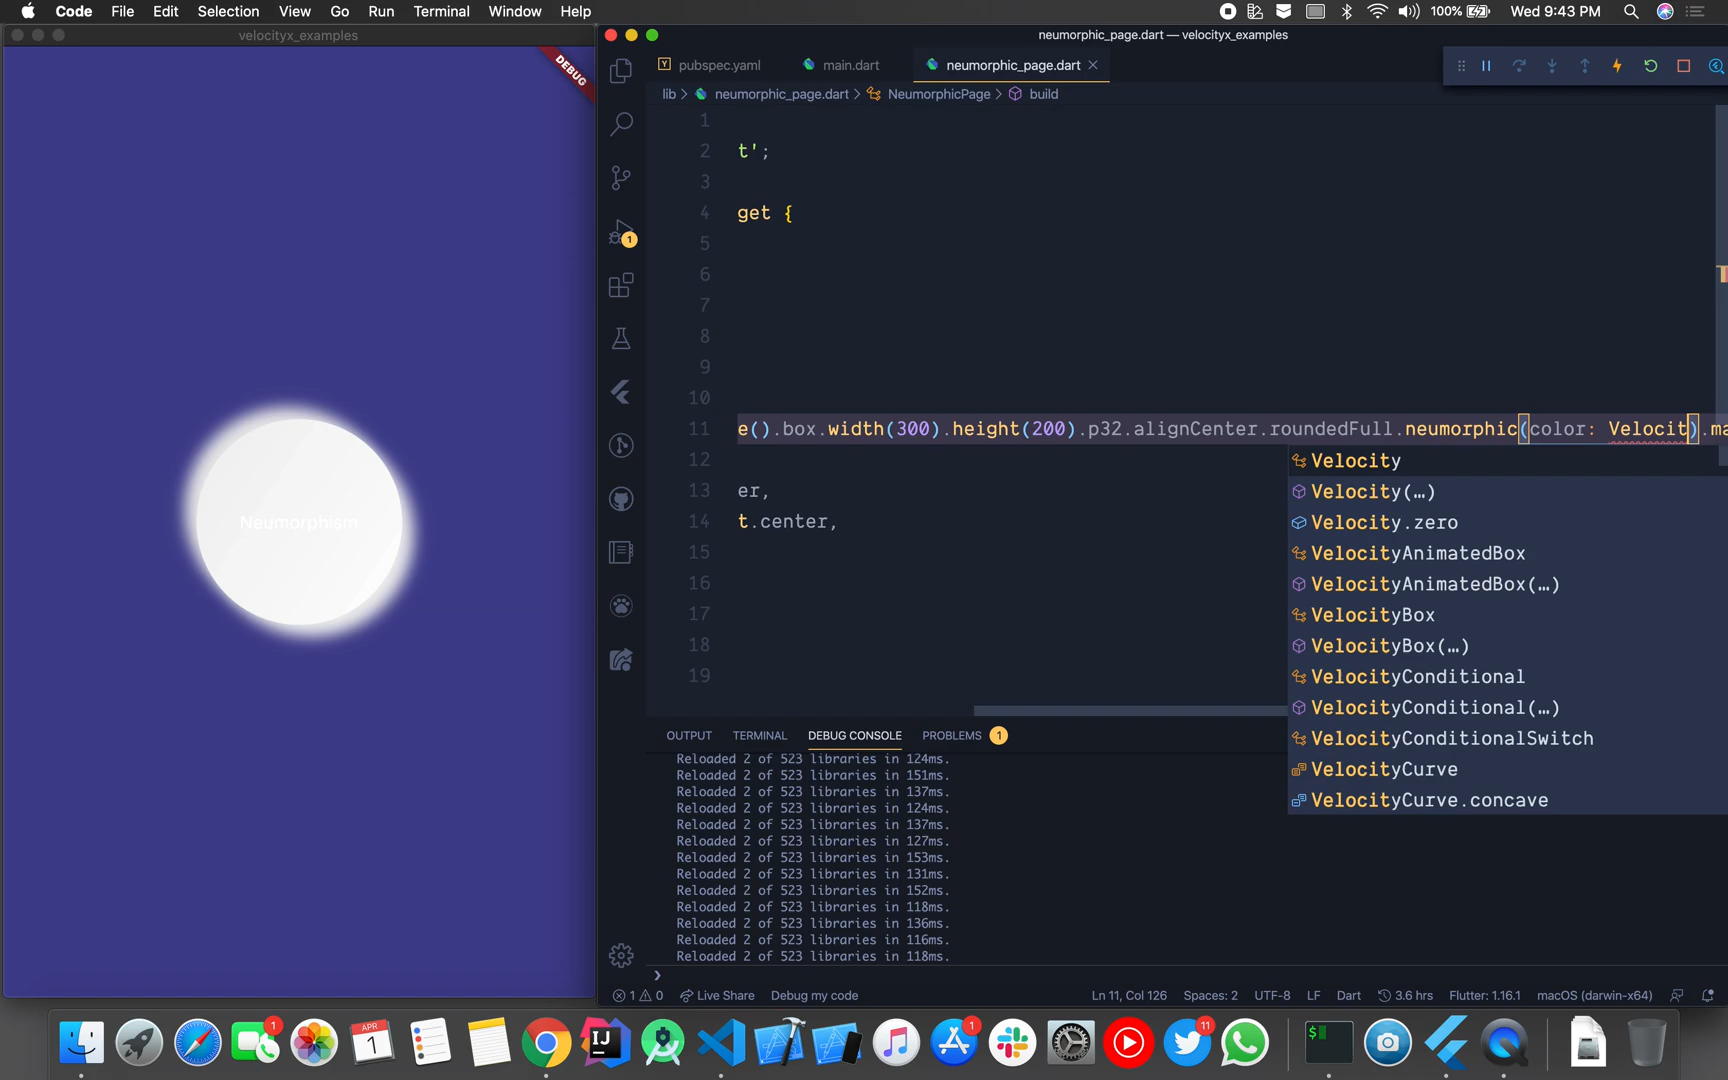 Code File Edit Selection View Go Run Terminal Window Help 100% Wed 9:43 PM
velocityx_examples
DEBUG
Neumorphism
neumorphic_page.dart — velocityx_examples
pubspec.yaml main.dart neumorphic_page.dart
lib > neumorphic_page.dart > NeumorphicPage > build
1
2 t';
3
4 get {
5
6
7
8
9
10
11 e().box.width(300).height(200).p32.alignCenter.roundedFull.neumorphic(color: Velocit).ma
12
13 er,
14 t.center,
15
16
17
18
19
Velocity
Velocity(…)
Velocity.zero
VelocityAnimatedBox
VelocityAnimatedBox(…)
VelocityBox
VelocityBox(…)
VelocityConditional
VelocityConditional(…)
VelocityConditionalSwitch
VelocityCurve
VelocityCurve.concave
1
OUTPUT TERMINAL DEBUG CONSOLE PROBLEMS 1
Reloaded 2 of 523 libraries in 124ms.
Reloaded 2 of 523 libraries in 151ms.
Reloaded 2 of 523 libraries in 137ms.
Reloaded 2 of 523 libraries in 124ms.
Reloaded 2 of 523 libraries in 137ms.
Reloaded 2 of 523 libraries in 127ms.
Reloaded 2 of 523 libraries in 153ms.
Reloaded 2 of 523 libraries in 131ms.
Reloaded 2 of 523 libraries in 152ms.
Reloaded 2 of 523 libraries in 118ms.
Reloaded 2 of 523 libraries in 136ms.
Reloaded 2 of 523 libraries in 116ms.
Reloaded 2 of 523 libraries in 118ms.
1 0 Live Share Debug my code Ln 11, Col 126 Spaces: 2 UTF-8 LF Dart 3.6 hrs Flutter: 1.16.1 macOS (darwin-x64)
1 APR 1 IJ 1 11 $